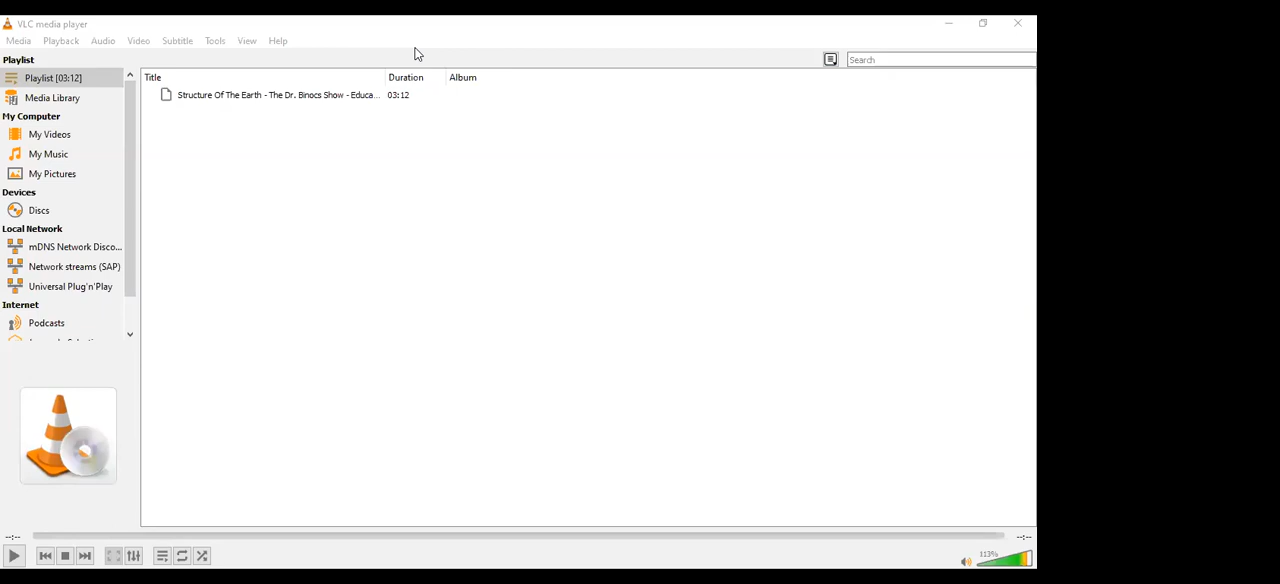 VLC media player
Media Playback Audio Video Subtitle Tools View Help
Playlist
Search
Playlist [03:12]
Title Duration Album
Structure Of The Earth - The Dr. Binocs Show - Educa... 03:12
Media Library
My Computer
My Videos
My Music
My Pictures
Devices
Discs
Local Network
mDNS Network Disco...
Network streams (SAP)
Universal Plug'n'Play
Internet
Podcasts
--:-- --:--
113%